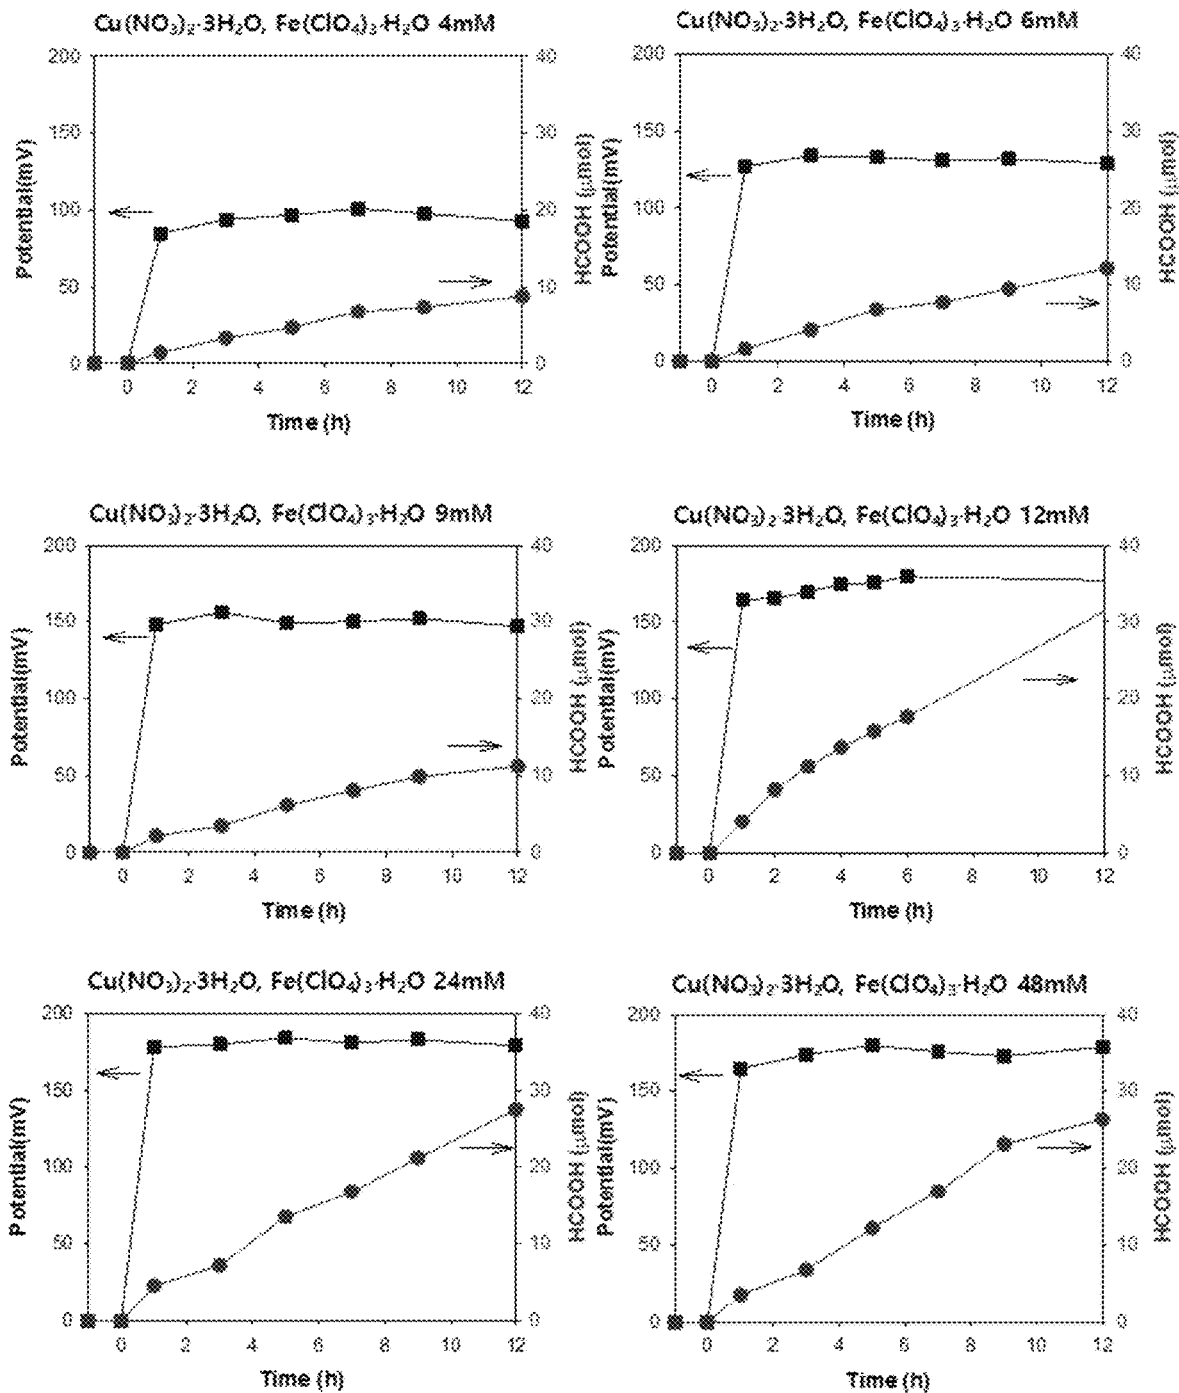 Cu(NO₃)₂·3H₂O, Fe(ClO₄)₃·H₂O 4mM
200
150
100
50
0
40
30
20
10
0
Potential(mV)
HCOOH (μmol)
0 2 4 6 8 10 12
Time (h)
Cu(NO₃)₂·3H₂O, Fe(ClO₄)₃·H₂O 6mM
200
150
100
50
0
40
30
20
10
0
Potential(mV)
HCOOH (μmol)
0 2 4 6 8 10 12
Time (h)
Cu(NO₃)₂·3H₂O, Fe(ClO₄)₃·H₂O 9mM
200
150
100
50
0
40
30
20
10
0
Potential(mV)
HCOOH (μmol)
0 2 4 6 8 10 12
Time (h)
Cu(NO₃)₂·3H₂O, Fe(ClO₄)₃·H₂O 12mM
200
150
100
50
0
40
30
20
10
0
Potential(mV)
HCOOH (μmol)
0 2 4 6 8 10 12
Time (h)
Cu(NO₃)₂·3H₂O, Fe(ClO₄)₃·H₂O 24mM
200
150
100
50
0
40
30
20
10
0
Potential(mV)
HCOOH (μmol)
0 2 4 6 8 10 12
Time (h)
Cu(NO₃)₂·3H₂O, Fe(ClO₄)₃·H₂O 48mM
200
150
100
50
0
40
30
20
10
0
Potential(mV)
HCOOH (μmol)
0 2 4 6 8 10 12
Time (h)